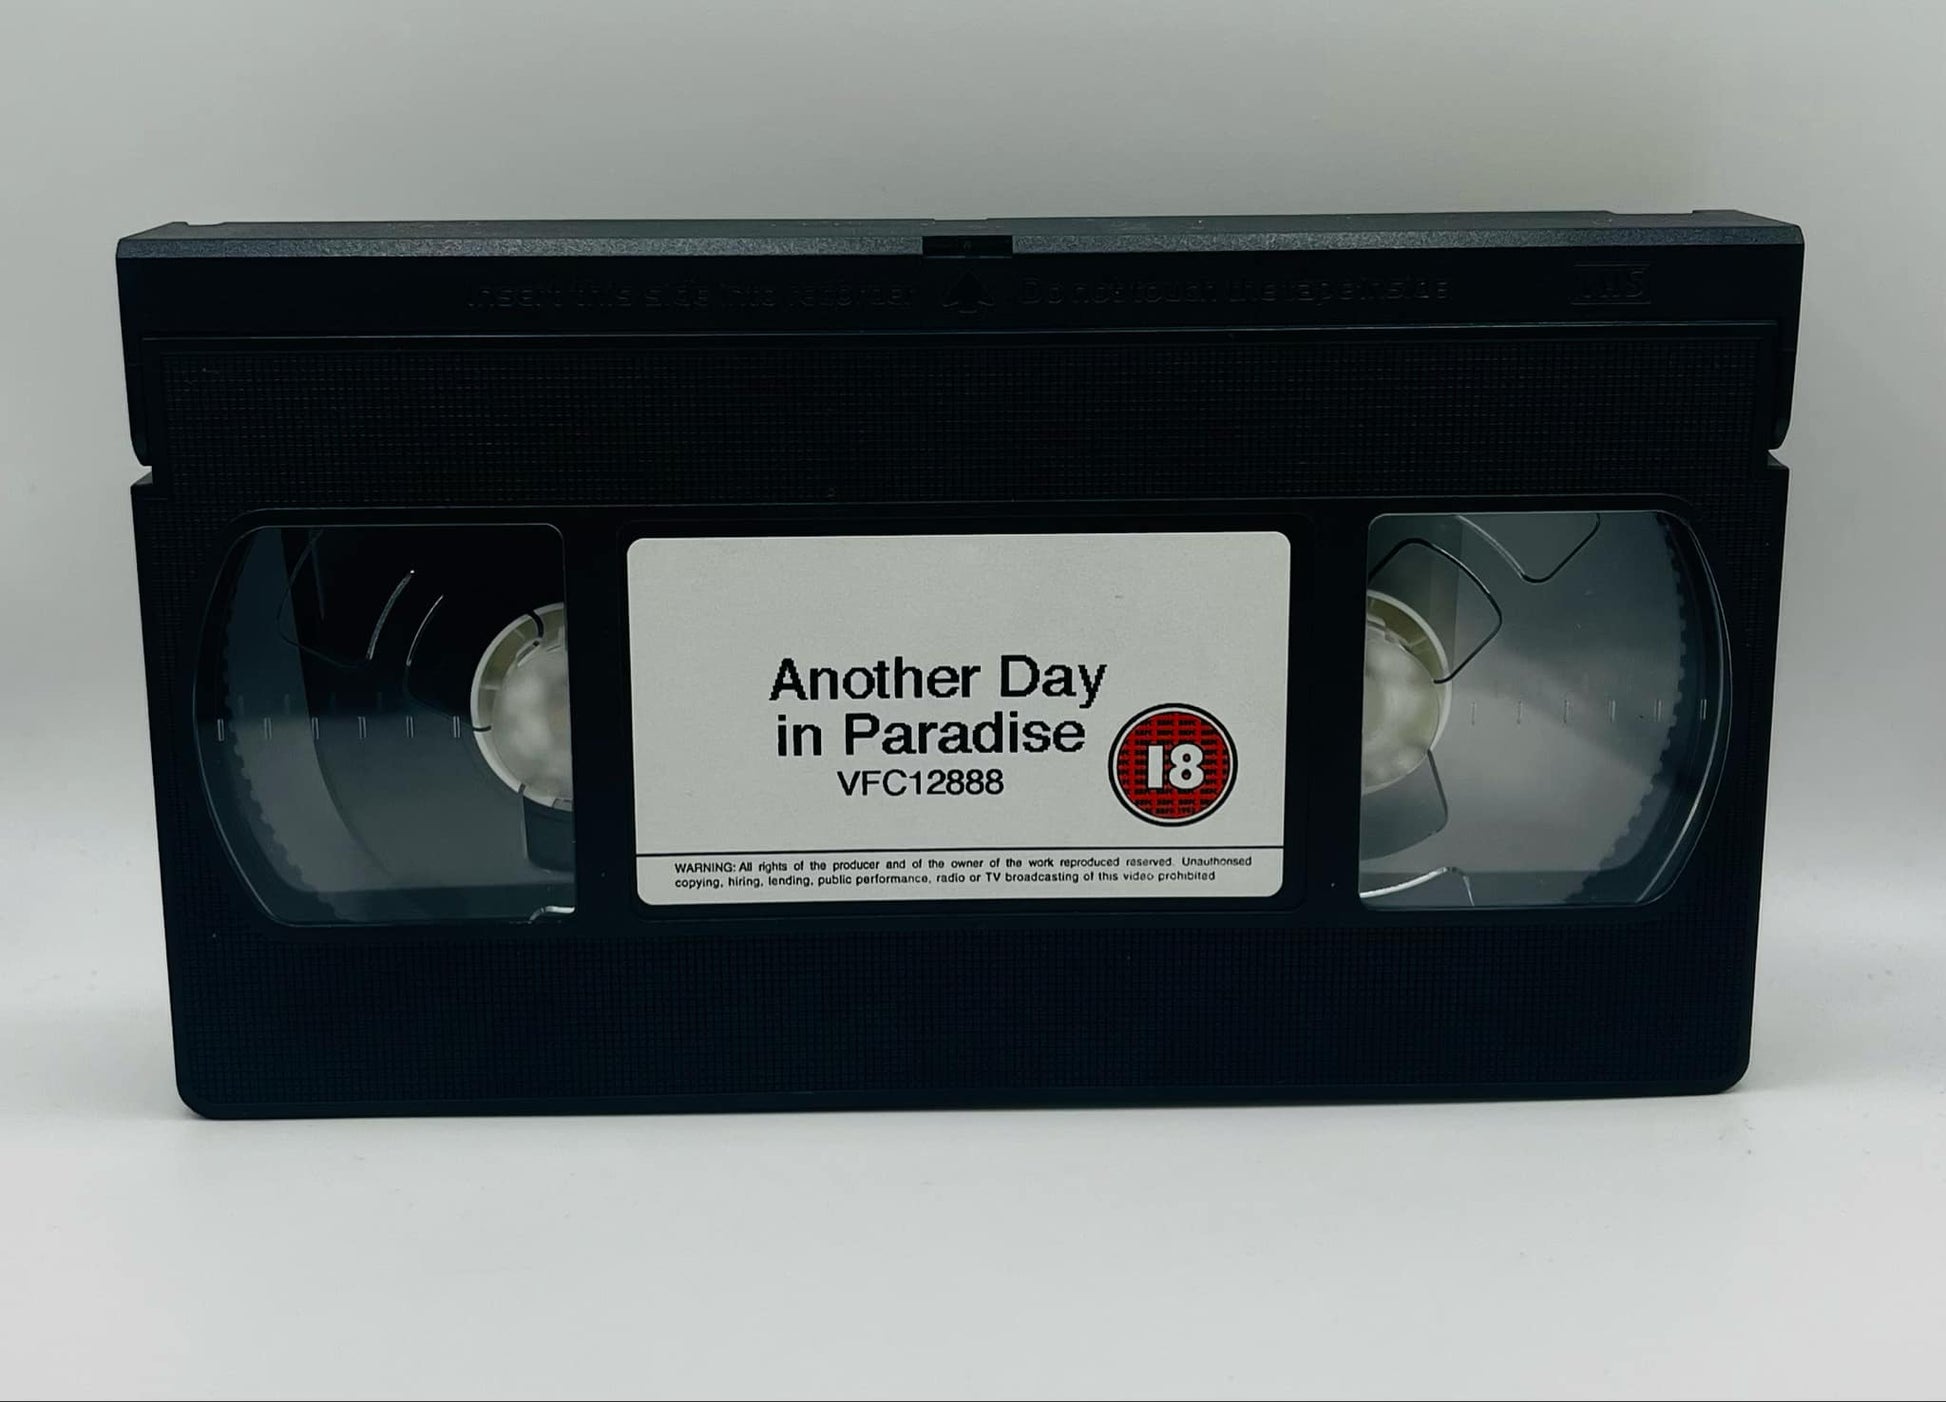 Insert this side into recorder Do not touch the tape inside VHS
Another Day
in Paradise
VFC12888
18
WARNING: All rights of the producer and of the owner of the work reproduced reserved. Unauthorised
copying, hiring, lending, public performance, radio or TV broadcasting of this video prohibited